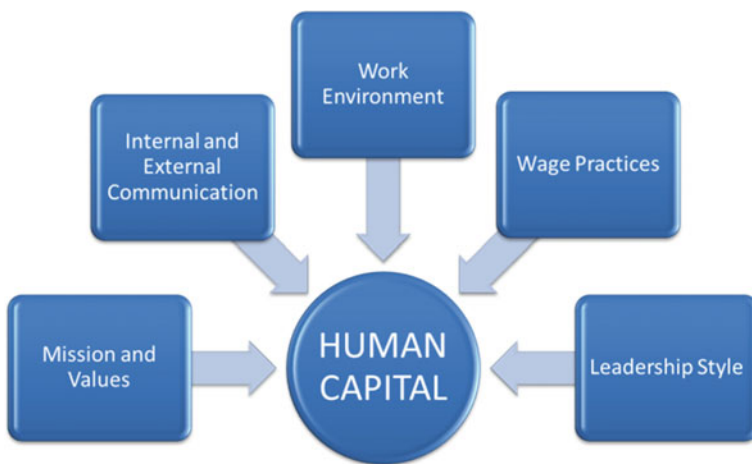 Work
Environment
Internal and
External
Communication
Wage Practices
Mission and
Values
HUMAN
CAPITAL
Leadership Style